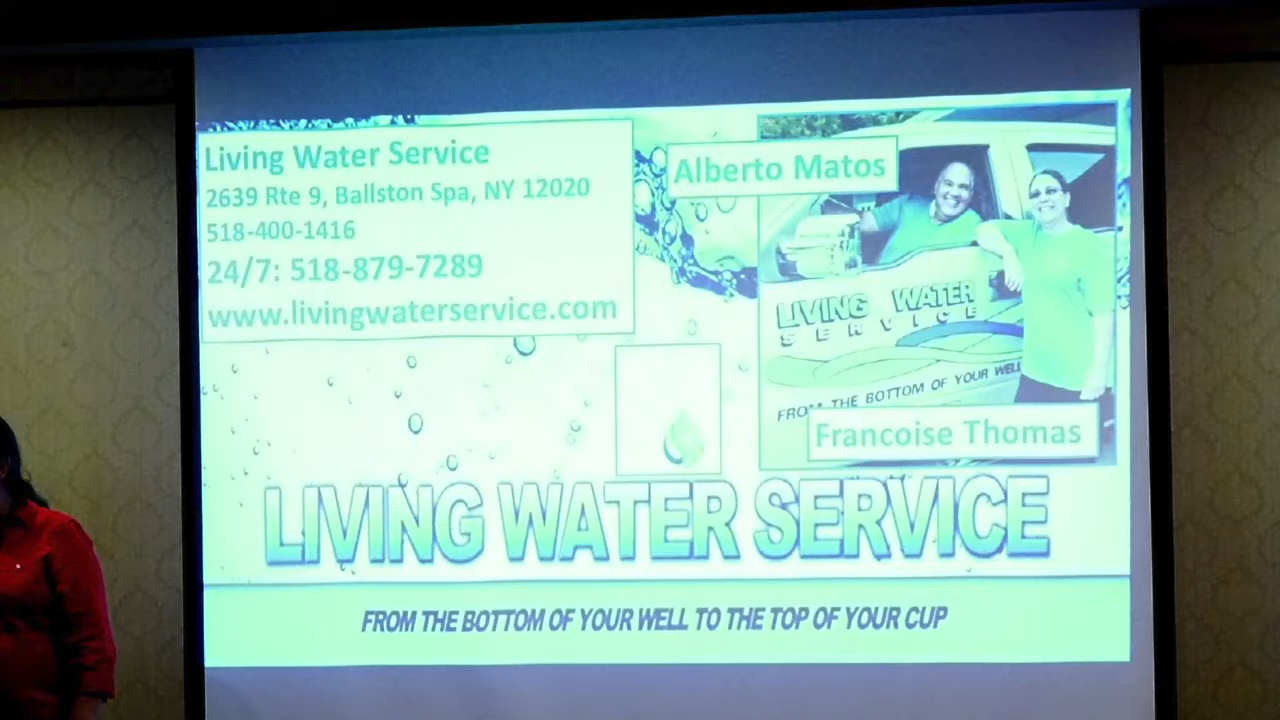 Living Water Service
2639 Rte 9, Ballston Spa, NY 12020
518-400-1416
24/7: 518-879-7289
www.livingwaterservice.com
Alberto Matos
LIVING WATER
SERVICE
FROM THE BOTTOM OF YOUR WELL
Francoise Thomas
LIVING WATER SERVICE
FROM THE BOTTOM OF YOUR WELL TO THE TOP OF YOUR CUP